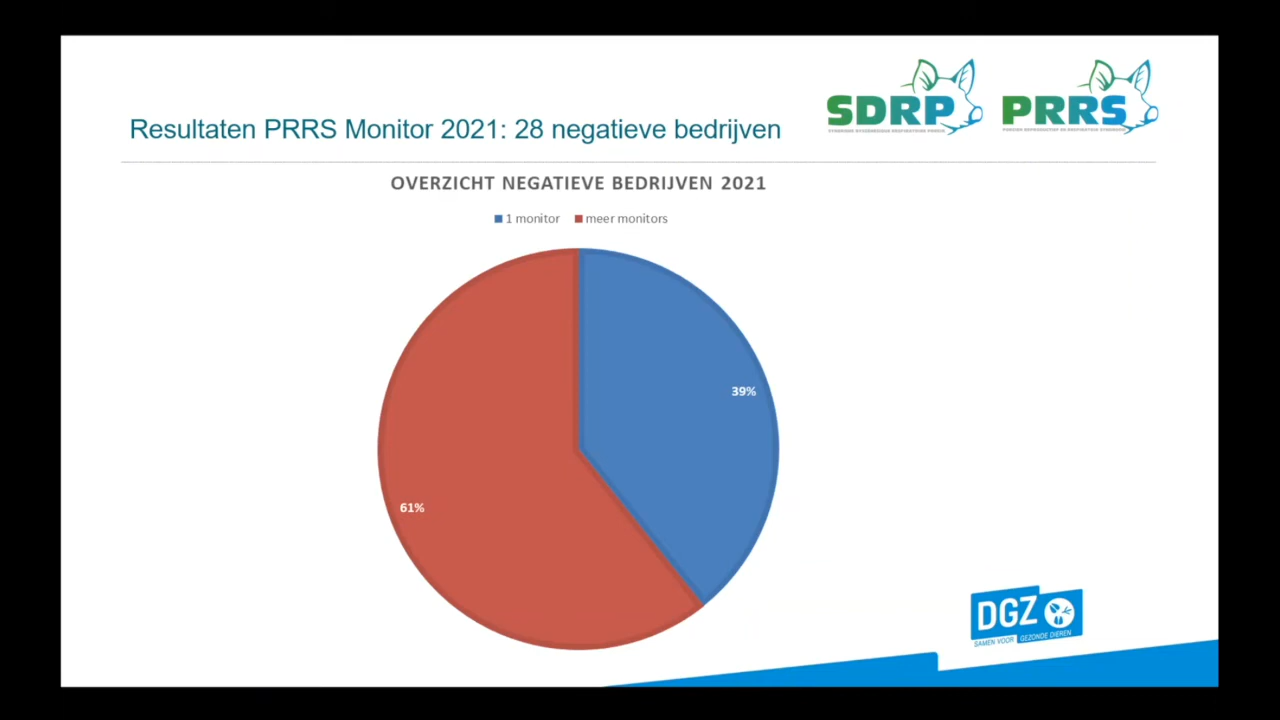 SDRP
PRRS
Resultaten PRRS Monitor 2021: 28 negatieve bedrijven
OVERZICHT NEGATIEVE BEDRIJVEN 2021
1 monitor
meer monitors
39%
61%
DGZ
SAMEN VOOR GEZONDE DIEREN